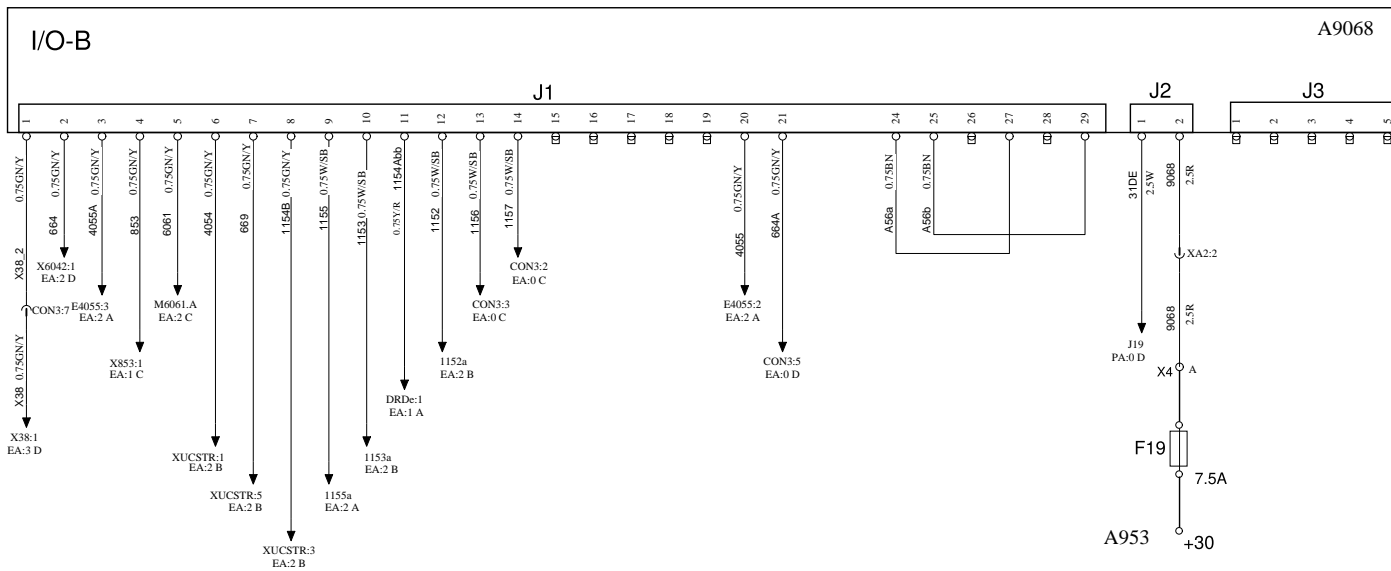 I/O-B
A9068
J1
J2
J3
1 2 3 4 5 6 7 8 9 10 11 12 13 14 15 16 17 18 19 20 21 24 25 26 27 28 29
1 2
1 2 3 4 5
X38_2 0.75GN/Y
CON3:7
X38 0.75GN/Y
X38:1
EA:3 D
664 0.75GN/Y
X6042:1
EA:2 D
4055A 0.75GN/Y
E4055:3
EA:2 A
853 0.75GN/Y
X853:1
EA:1 C
6061 0.75GN/Y
M6061.A
EA:2 C
4054 0.75GN/Y
XUCSTR:1
EA:2 B
669 0.75GN/Y
XUCSTR:5
EA:2 B
1154B 0.75GN/Y
XUCSTR:3
EA:2 B
1155 0.75W/SB
1155a
EA:2 A
1153 0.75W/SB
1153a
EA:2 B
0.75Y/R 1154Abb
DRDe:1
EA:1 A
1152 0.75W/SB
1152a
EA:2 B
1156 0.75W/SB
CON3:3
EA:0 C
1157 0.75W/SB
CON3:2
EA:0 C
4055 0.75GN/Y
E4055:2
EA:2 A
664A 0.75GN/Y
CON3:5
EA:0 D
A56a 0.75BN
A56b 0.75BN
31DE
2.5W
J19
PA:0 D
9068
2.5R
XA2:2
9068
2.5R
X4 A
F19
7.5A
A953
+30